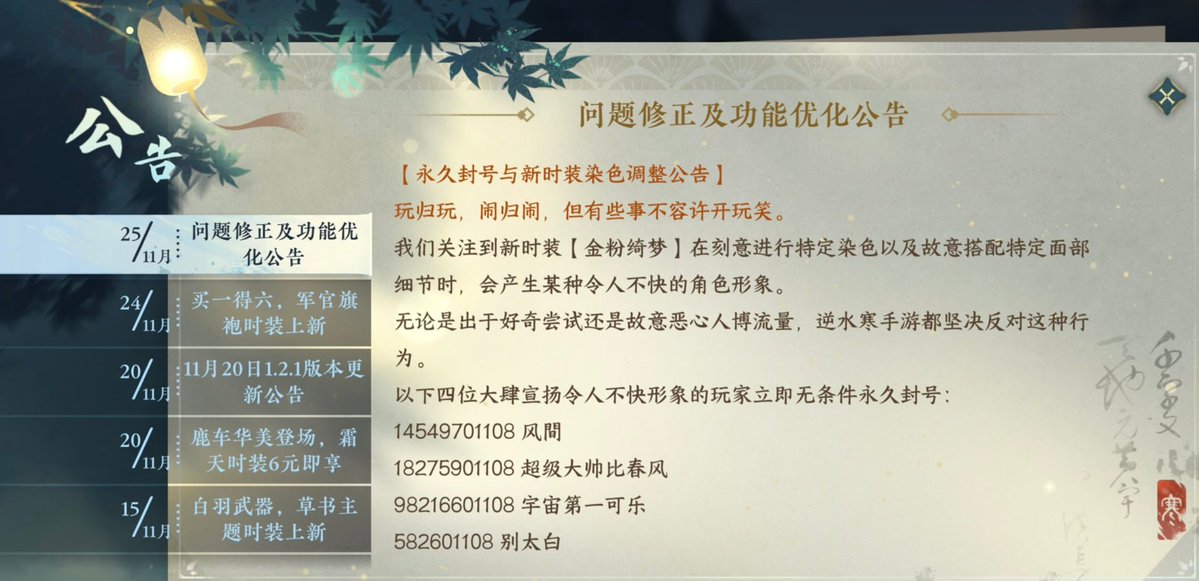 公告
问题修正及功能优化公告
25/11月
问题修正及功能优
化公告
24/11月
买一得六，军官旗
袍时装上新
20/11月
11月20日1.2.1版本更
新公告
20/11月
鹿车华美登场，霜
天时装6元即享
15/11月
白羽武器，草书主
题时装上新
【永久封号与新时装染色调整公告】
玩归玩，闹归闹，但有些事不容许开玩笑。
我们关注到新时装【金粉绮梦】在刻意进行特定染色以及故意搭配特定面部
细节时，会产生某种令人不快的角色形象。
无论是出于好奇尝试还是故意恶心人博流量，逆水寒手游都坚决反对这种行
为。
以下四位大肆宣扬令人不快形象的玩家立即无条件永久封号：
14549701108 风間
18275901108 超级大帅比春风
98216601108 宇宙第一可乐
582601108 别太白
寒